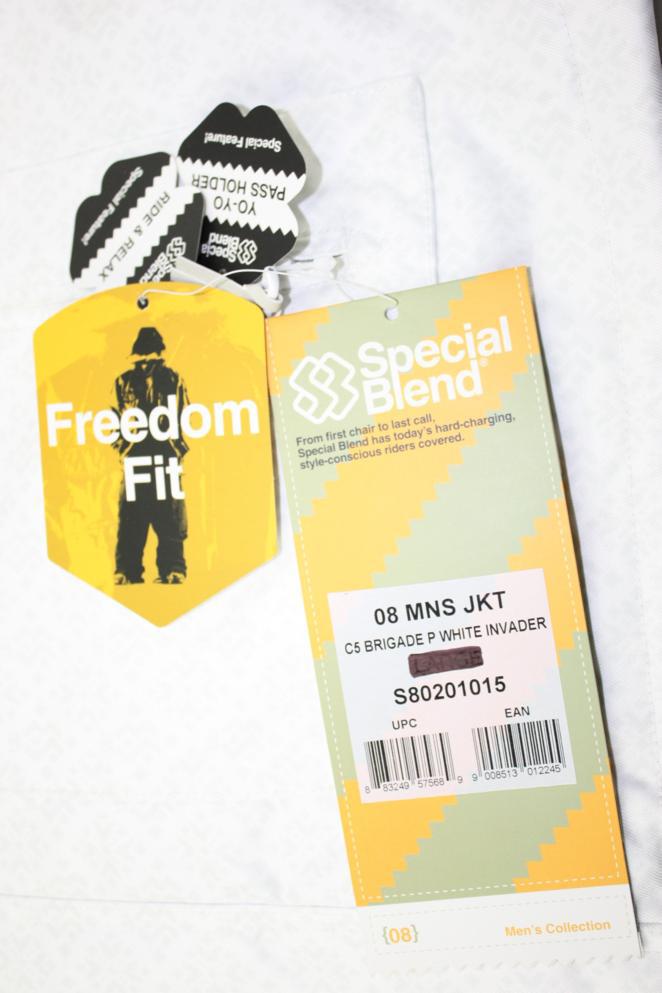 Special Feature!
YO-YO
PASS HOLDER
Special
Blend
Special Feature!
RIDE & RELAX
Special
Blend
Freedom
Fit
Special
Blend®
From first chair to last call,
Special Blend has today's hard-charging,
style-conscious riders covered.
08 MNS JKT
C5 BRIGADE P WHITE INVADER
LARGE
S80201015
UPC
EAN
8 83249 57568 9
9 008513 012245
{08}
Men's Collection